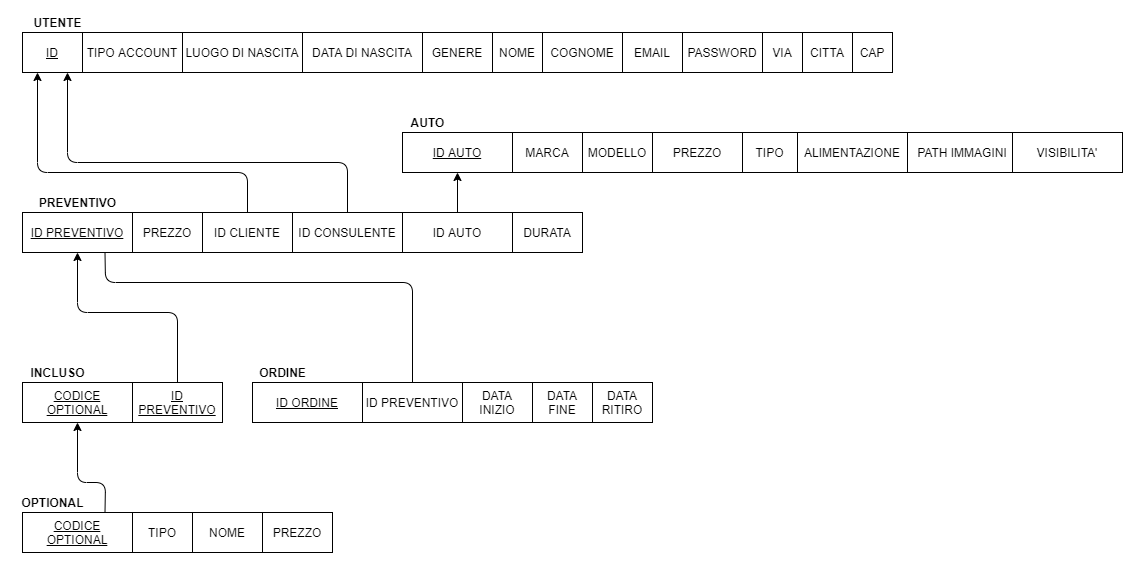 UTENTE
ID TIPO ACCOUNT LUOGO DI NASCITA DATA DI NASCITA GENERE NOME COGNOME EMAIL PASSWORD VIA CITTA CAP
AUTO
ID AUTO MARCA MODELLO PREZZO TIPO ALIMENTAZIONE PATH IMMAGINI VISIBILITA'
PREVENTIVO
ID PREVENTIVO PREZZO ID CLIENTE ID CONSULENTE ID AUTO DURATA
INCLUSO
CODICE
OPTIONAL
ID
PREVENTIVO
ORDINE
ID ORDINE ID PREVENTIVO
DATA
INIZIO
DATA
FINE
DATA
RITIRO
OPTIONAL
CODICE
OPTIONAL
TIPO NOME PREZZO